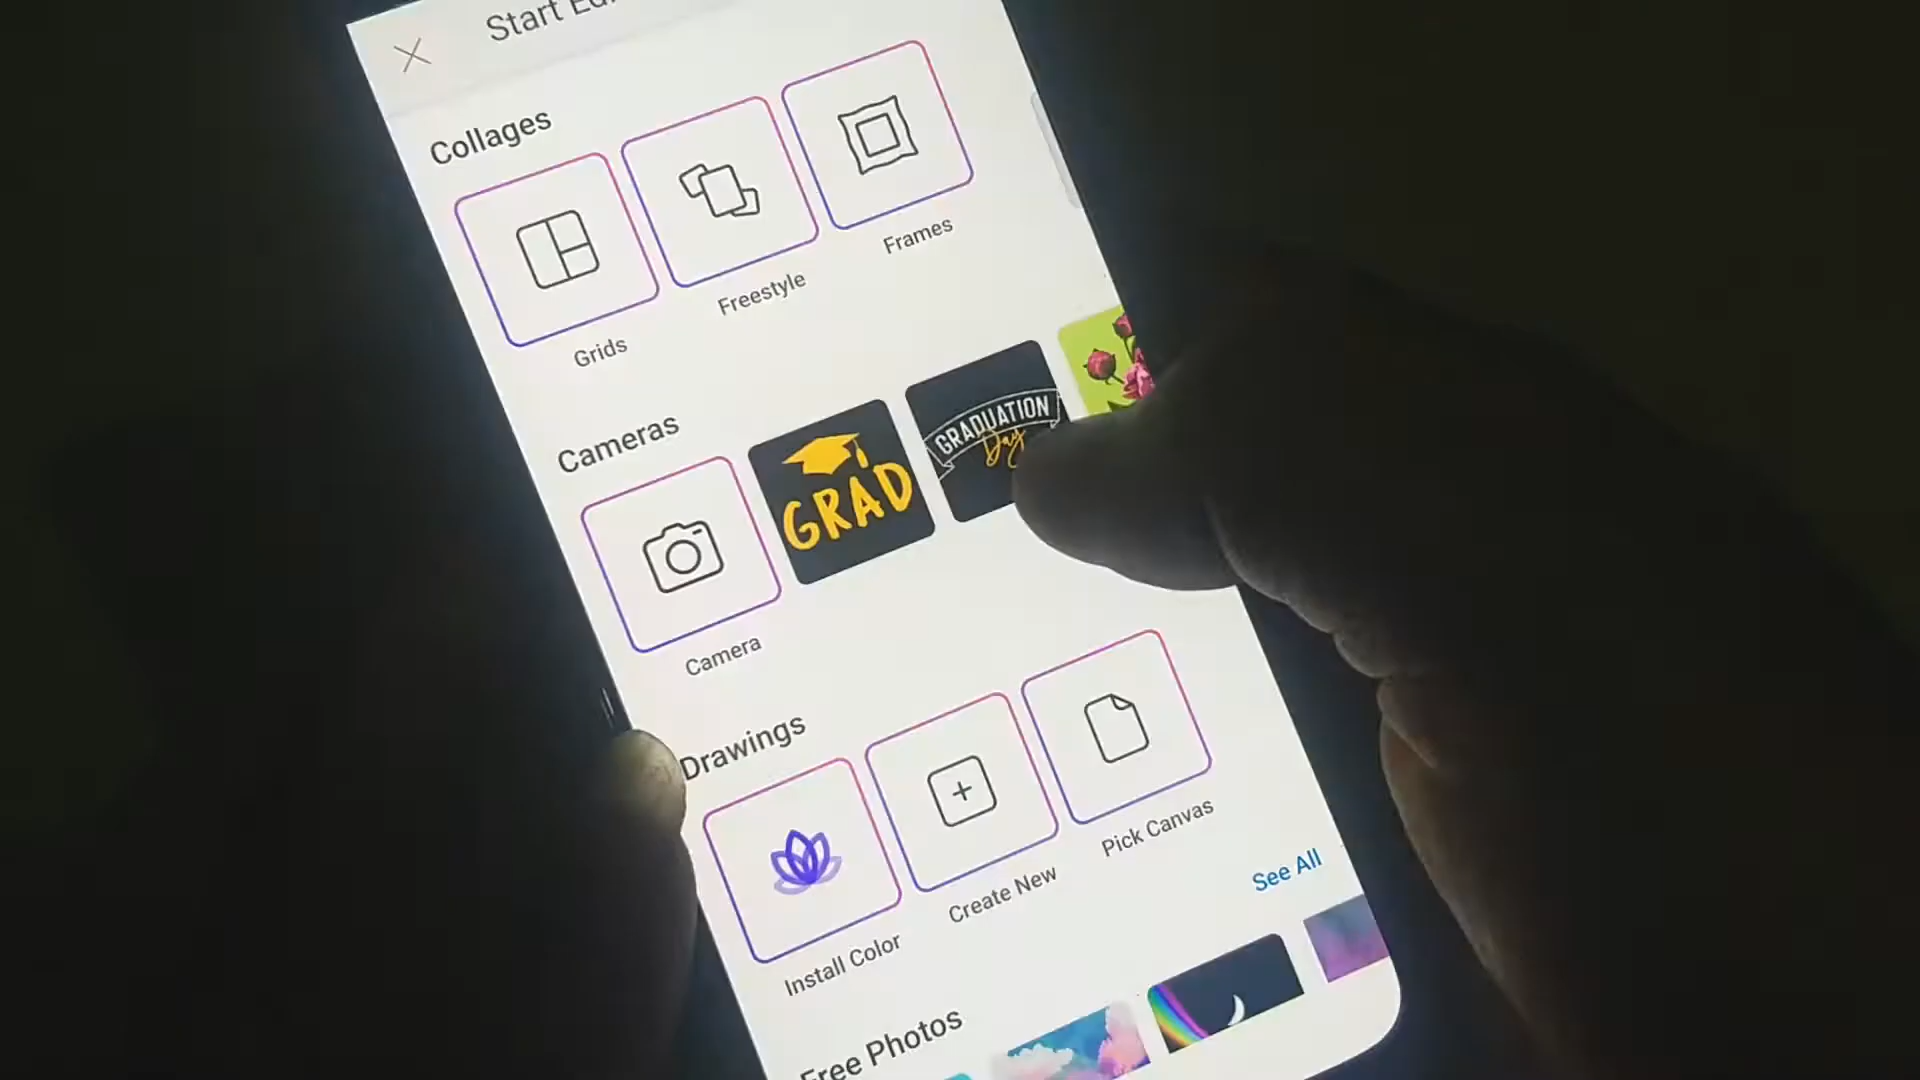 Start
Collages
Grids
Freestyle
Frames
Cameras
GRAD
GRADUATION
Day
Camera
Drawings
Install Color
Create New
Pick Canvas
See All
Free Photos